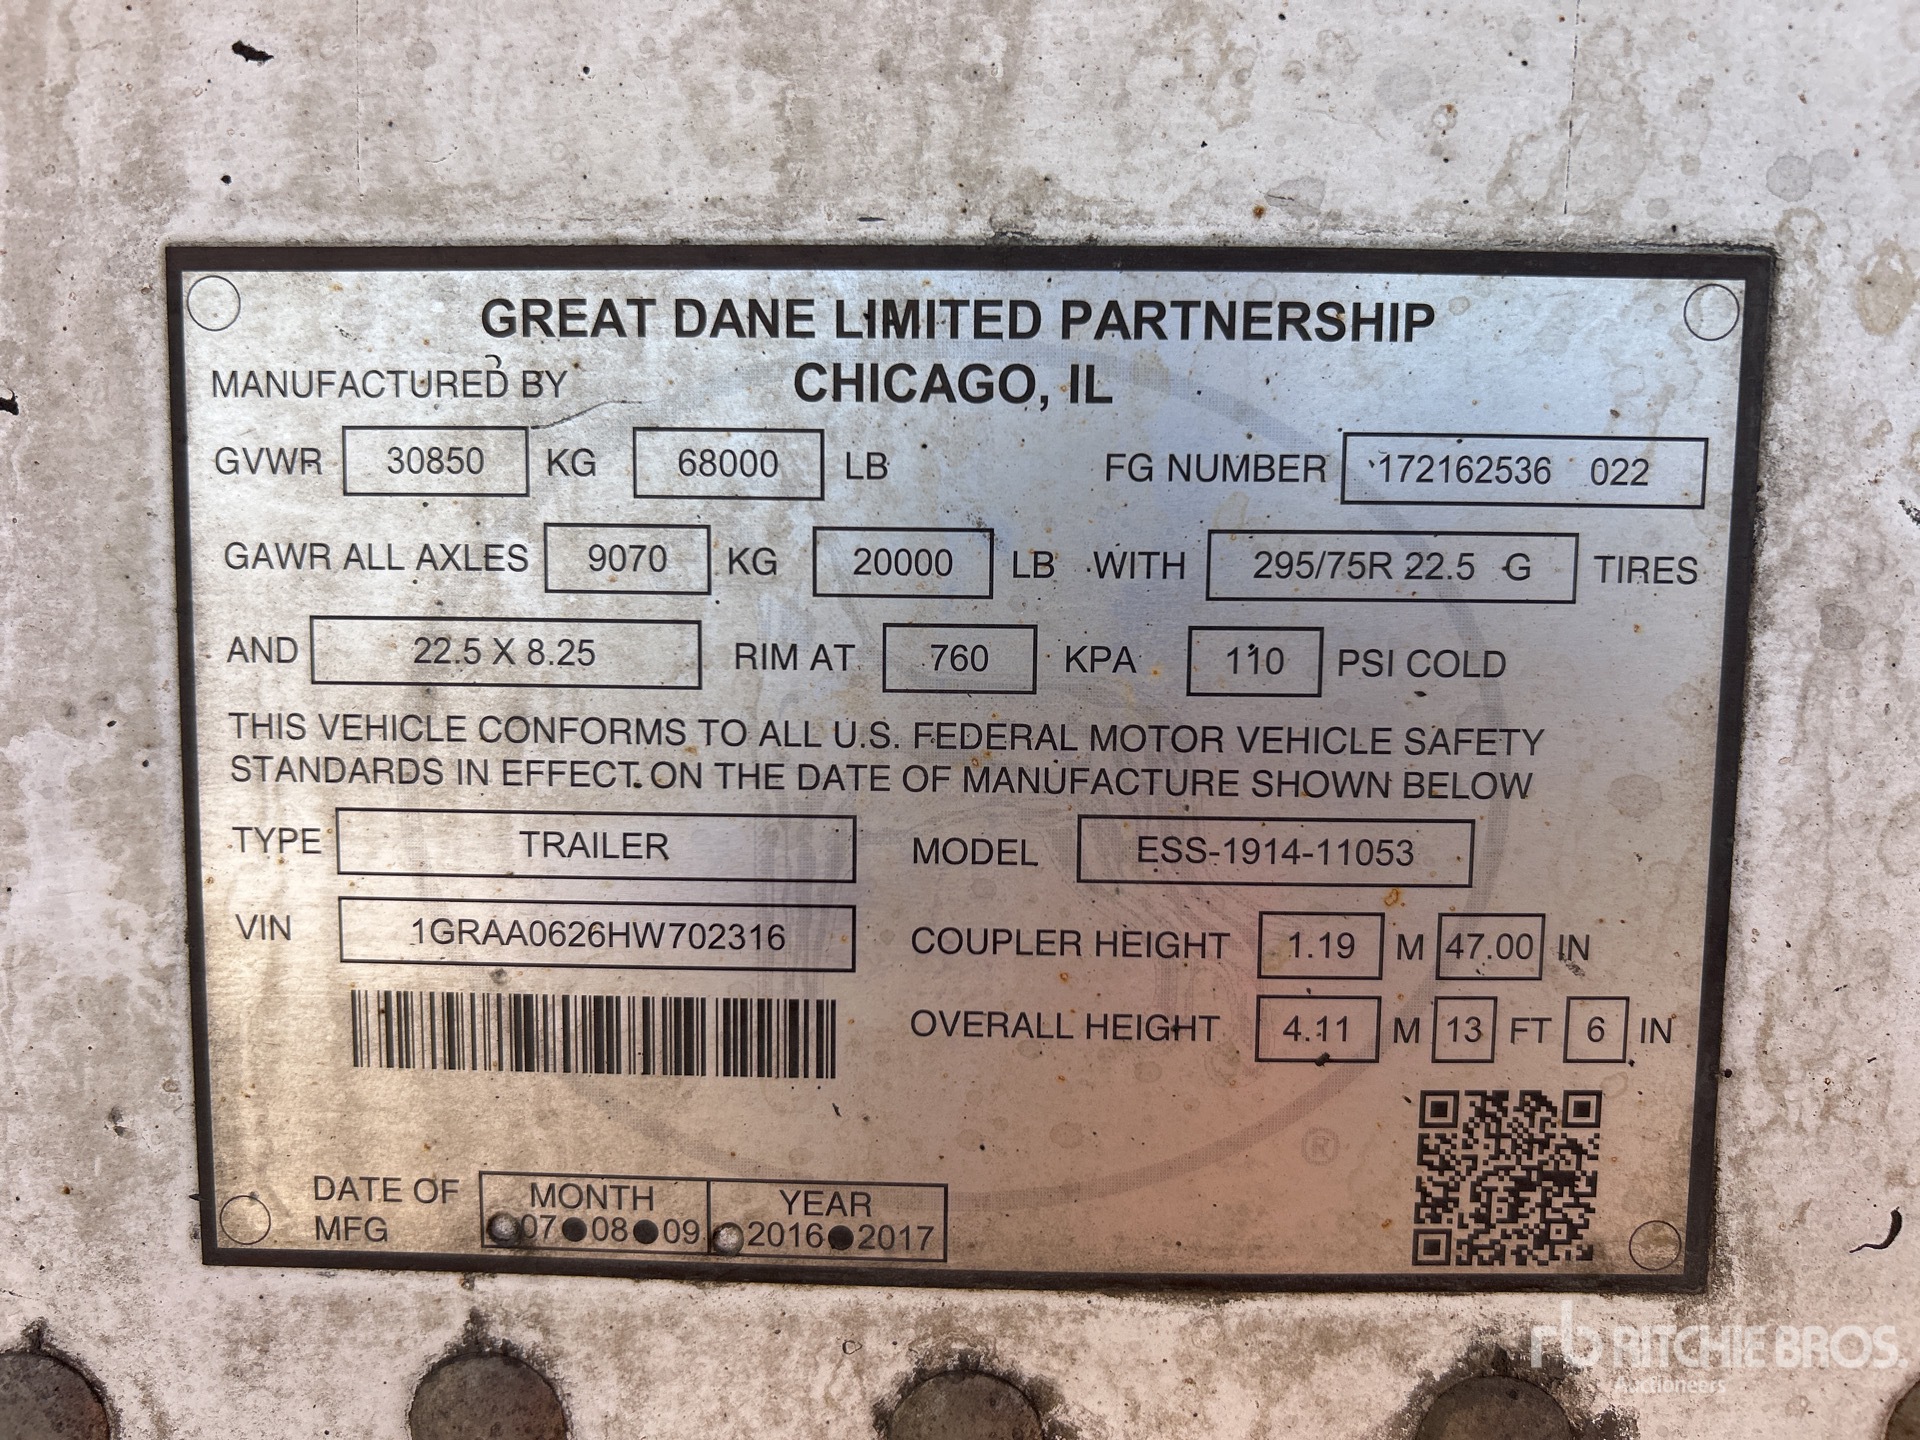 GREAT DANE LIMITED PARTNERSHIP
MANUFACTURED BY CHICAGO, IL
GVWR 30850 KG 68000 LB FG NUMBER 172162536 022
GAWR ALL AXLES 9070 KG 20000 LB WITH 295/75R 22.5 G TIRES
AND 22.5 X 8.25 RIM AT 760 KPA 110 PSI COLD
THIS VEHICLE CONFORMS TO ALL U.S. FEDERAL MOTOR VEHICLE SAFETY
STANDARDS IN EFFECT ON THE DATE OF MANUFACTURE SHOWN BELOW
TYPE TRAILER MODEL ESS-1914-11053
VIN 1GRAA0626HW702316 COUPLER HEIGHT 1.19 M 47.00 IN
OVERALL HEIGHT 4.11 M 13 FT 6 IN
®
DATE OF MFG MONTH YEAR
07 08 09 2016 2017
rb RITCHIE BROS.
Auctioneers